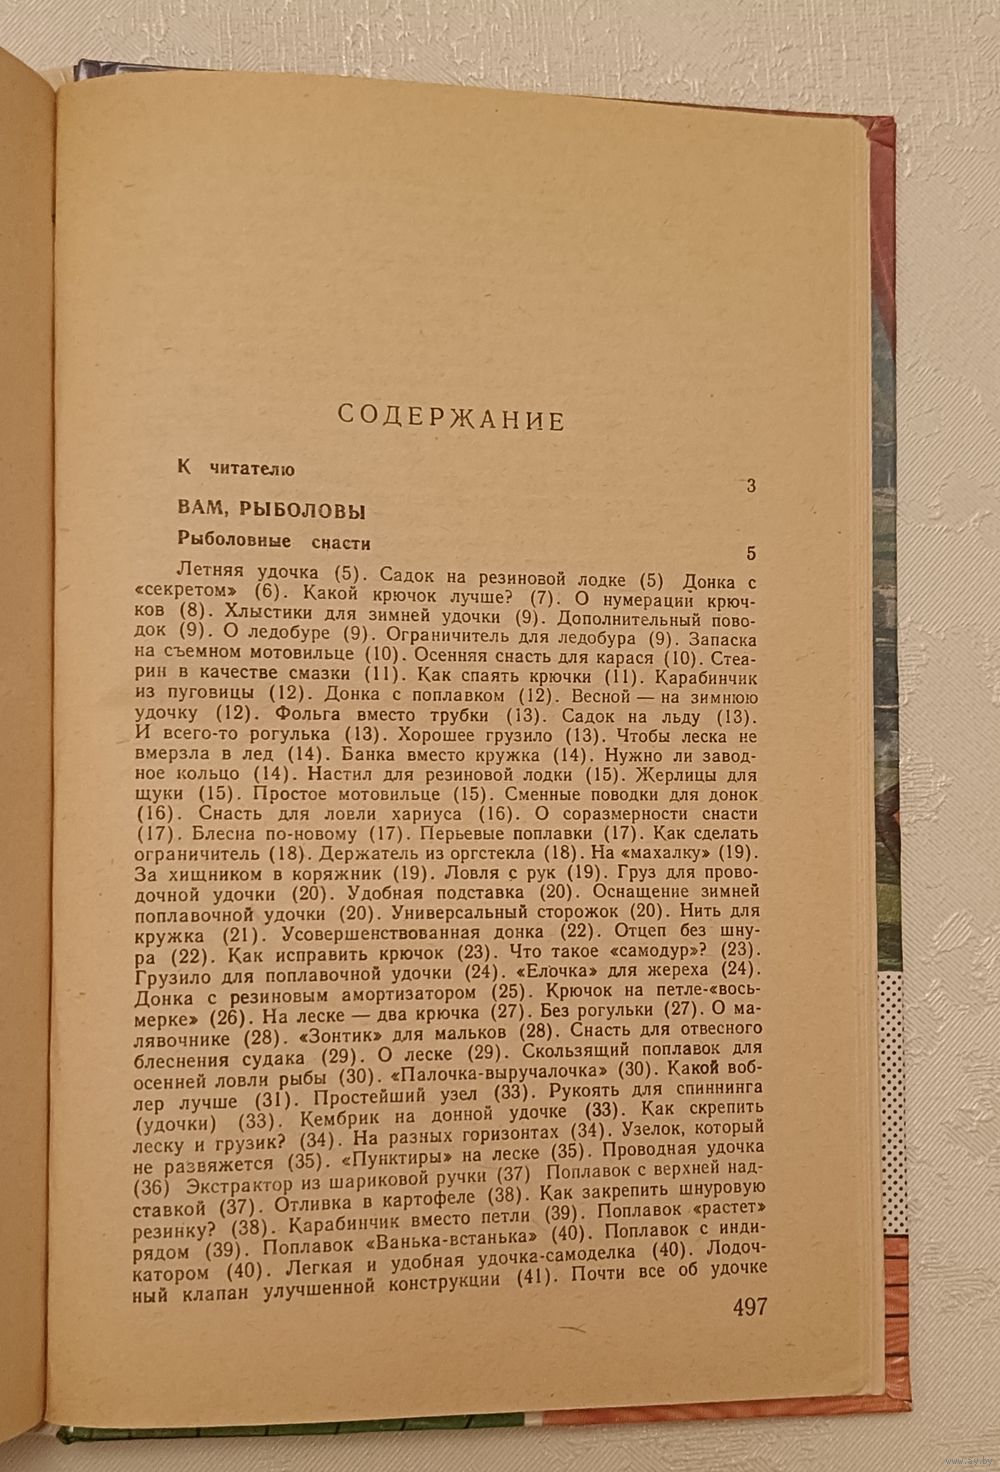 СОДЕРЖАНИЕ
К читателю 3
ВАМ, РЫБОЛОВЫ
Рыболовные снасти 5
Летняя удочка (5). Садок на резиновой лодке (5) Донка с
«секретом» (6). Какой крючок лучше? (7). О нумераций крюч-
ков (8). Хлыстики для зимней удочки (9). Дополнительный пово-
док (9). О ледобуре (9). Ограничитель для ледобура (9). Запаска
на съемном мотовильце (10). Осенняя снасть для карася (10). Стеа-
рин в качестве смазки (11). Как спаять крючки (11). Карабинчик
из пуговицы (12). Донка с поплавком (12). Весной — на зимнюю
удочку (12). Фольга вместо трубки (13). Садок на льду (13).
И всего-то рогулька (13). Хорошее грузило (13). Чтобы леска не
вмерзла в лед (14). Банка вместо кружка (14). Нужно ли завод-
ное кольцо (14). Настил для резиновой лодки (15). Жерлицы для
щуки (15). Простое мотовильце (15). Сменные поводки для донок
(16). Снасть для ловли хариуса (16). О соразмерности снасти
(17). Блесна по-новому (17). Перьевые поплавки (17). Как сделать
ограничитель (18). Держатель из оргстекла (18). На «махалку» (19).
За хищником в коряжник (19). Ловля с рук (19). Груз для прово-
дочной удочки (20). Удобная подставка (20). Оснащение зимней
поплавочной удочки (20). Универсальный сторожок (20). Нить для
кружка (21). Усовершенствованная донка (22). Отцеп без шну-
ра (22). Как исправить крючок (23). Что такое «самодур»? (23).
Грузило для поплавочной удочки (24). «Елочка» для жереха (24).
Донка с резиновым амортизатором (25). Крючок на петле-«вось-
мерке» (26). На леске — два крючка (27). Без рогульки (27). О ма-
лявочнике (28). «Зонтик» для мальков (28). Снасть для отвесного
блеснения судака (29). О леске (29). Скользящий поплавок для
осенней ловли рыбы (30). «Палочка-выручалочка» (30). Какой воб-
лер лучше (31). Простейший узел (33). Рукоять для спиннинга
(удочки) (33). Кембрик на донной удочке (33). Как скрепить
леску и грузик? (34). На разных горизонтах (34). Узелок, который
не развяжется (35). «Пунктиры» на леске (35). Проводная удочка
(36) Экстрактор из шариковой ручки (37) Поплавок с верхней над-
ставкой (37). Отливка в картофеле (38). Как закрепить шнуровую
резинку? (38). Карабинчик вместо петли (39). Поплавок «растет»
рядом (39). Поплавок «Ванька-встанька» (40). Поплавок с инди-
катором (40). Легкая и удобная удочка-самоделка (40). Лодоч-
ный клапан улучшенной конструкции (41). Почти все об удочке
497
www.ay.by